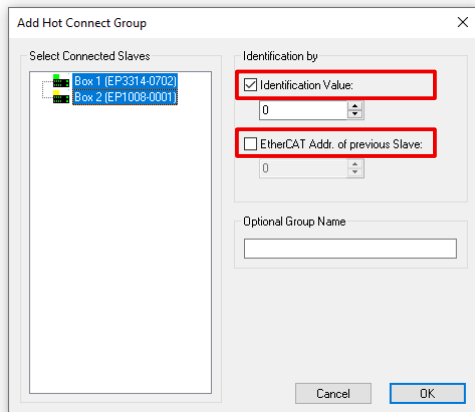 Add Hot Connect Group
Select Connected Slaves
Box 1 (EP3314-0702)
Box 2 (EP1008-0001)
Identification by
Identification Value:
0
EtherCAT Addr. of previous Slave:
0
Optional Group Name
Cancel
OK